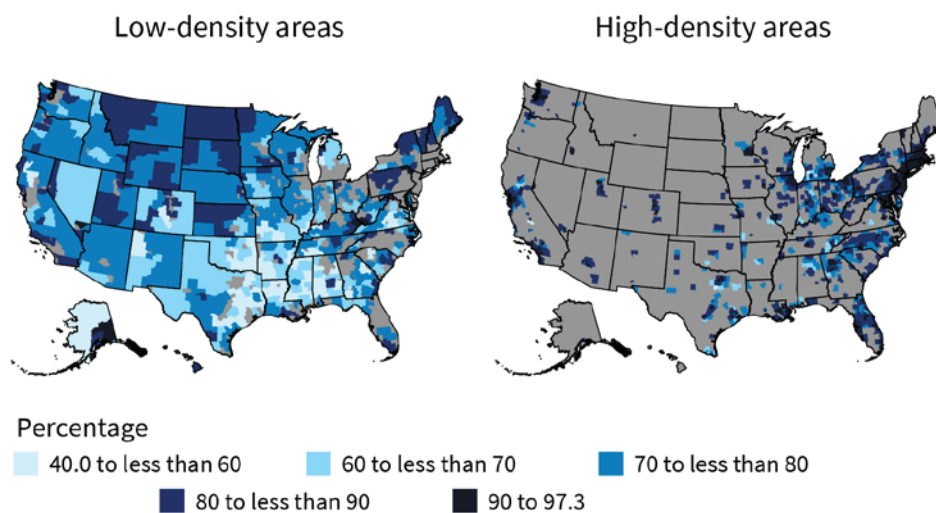 Low-density areas
High-density areas
Percentage
40.0 to less than 60
60 to less than 70
70 to less than 80
80 to less than 90
90 to 97.3